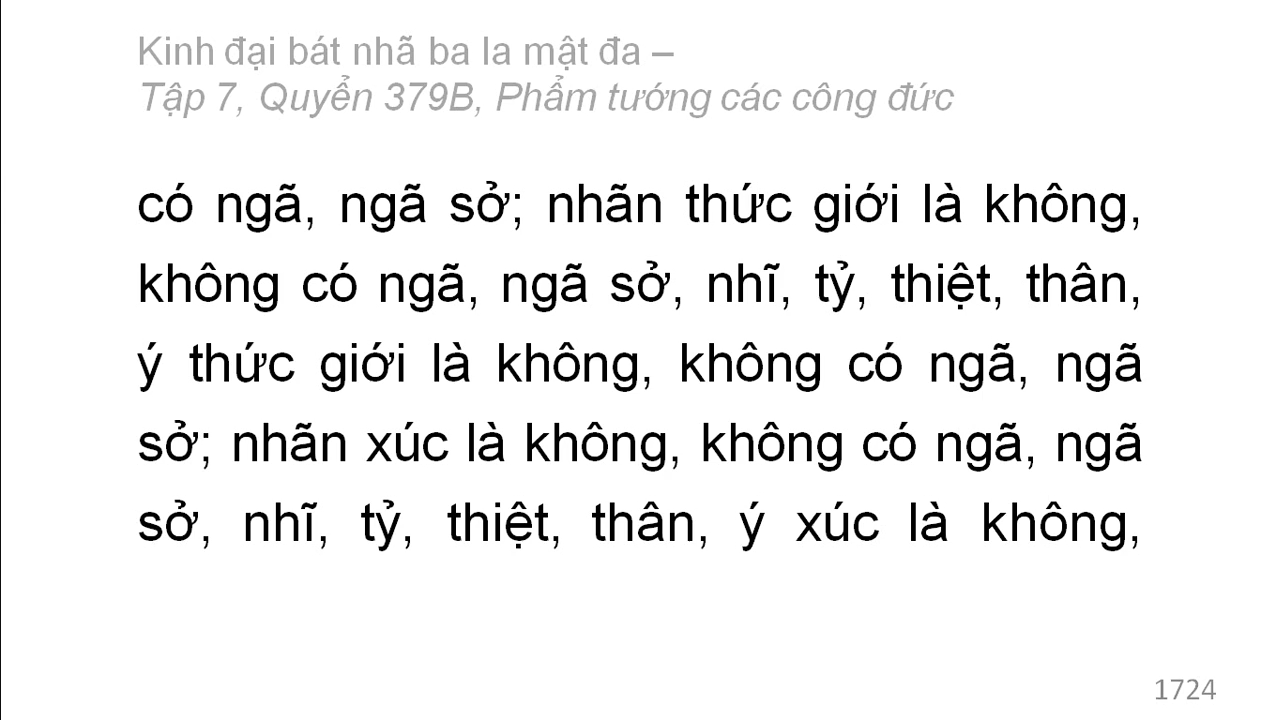 Kinh đại bát nhã ba la mật đa –
Tập 7, Quyển 379B, Phẩm tướng các công đức
có ngã, ngã sở; nhãn thức giới là không,
không có ngã, ngã sở, nhĩ, tỷ, thiệt, thân,
ý thức giới là không, không có ngã, ngã
sở; nhãn xúc là không, không có ngã, ngã
sở, nhĩ, tỷ, thiệt, thân, ý xúc là không,
1724